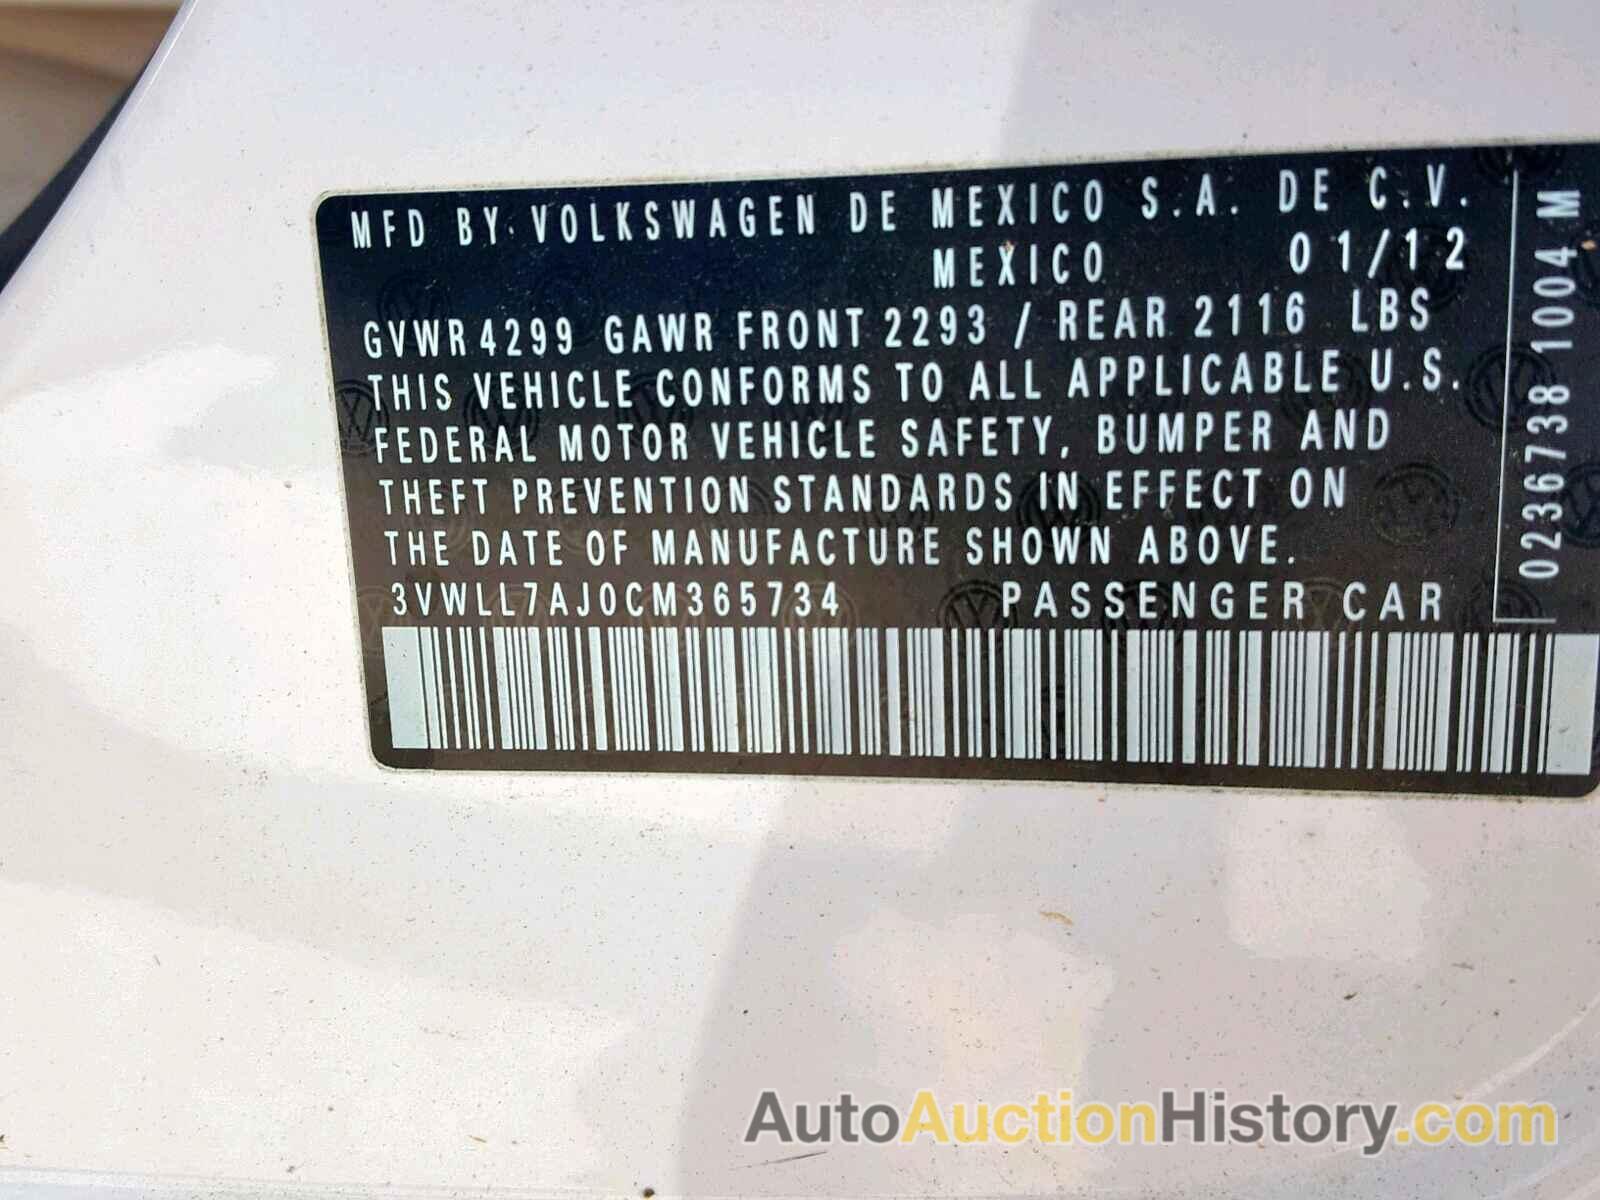 MFD BY VOLKSWAGEN DE MEXICO S.A. DE C.V.
MEXICO 01/12
GVWR 4299 GAWR FRONT 2293 / REAR 2116 LBS
THIS VEHICLE CONFORMS TO ALL APPLICABLE U.S.
FEDERAL MOTOR VEHICLE SAFETY, BUMPER AND
THEFT PREVENTION STANDARDS IN EFFECT ON
THE DATE OF MANUFACTURE SHOWN ABOVE.
3VWLL7AJ0CM365734 PASSENGER CAR
0236738 1004 M
AutoAuctionHistory.com